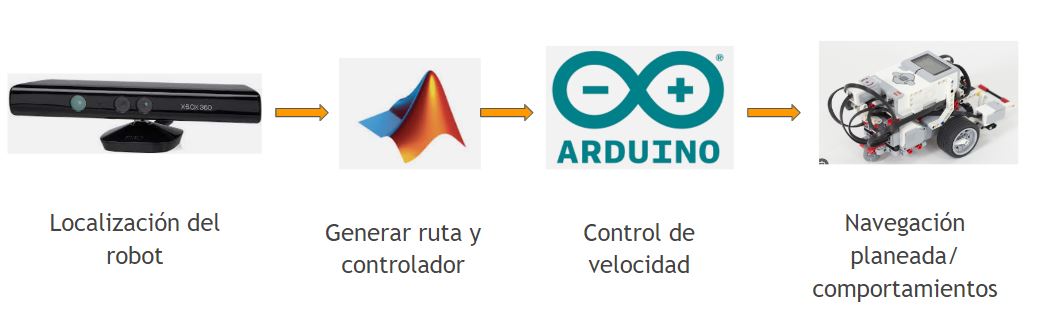 XBOX 360
ARDUINO
Localización del
robot
Generar ruta y
controlador
Control de
velocidad
Navegación
planeada/
comportamientos